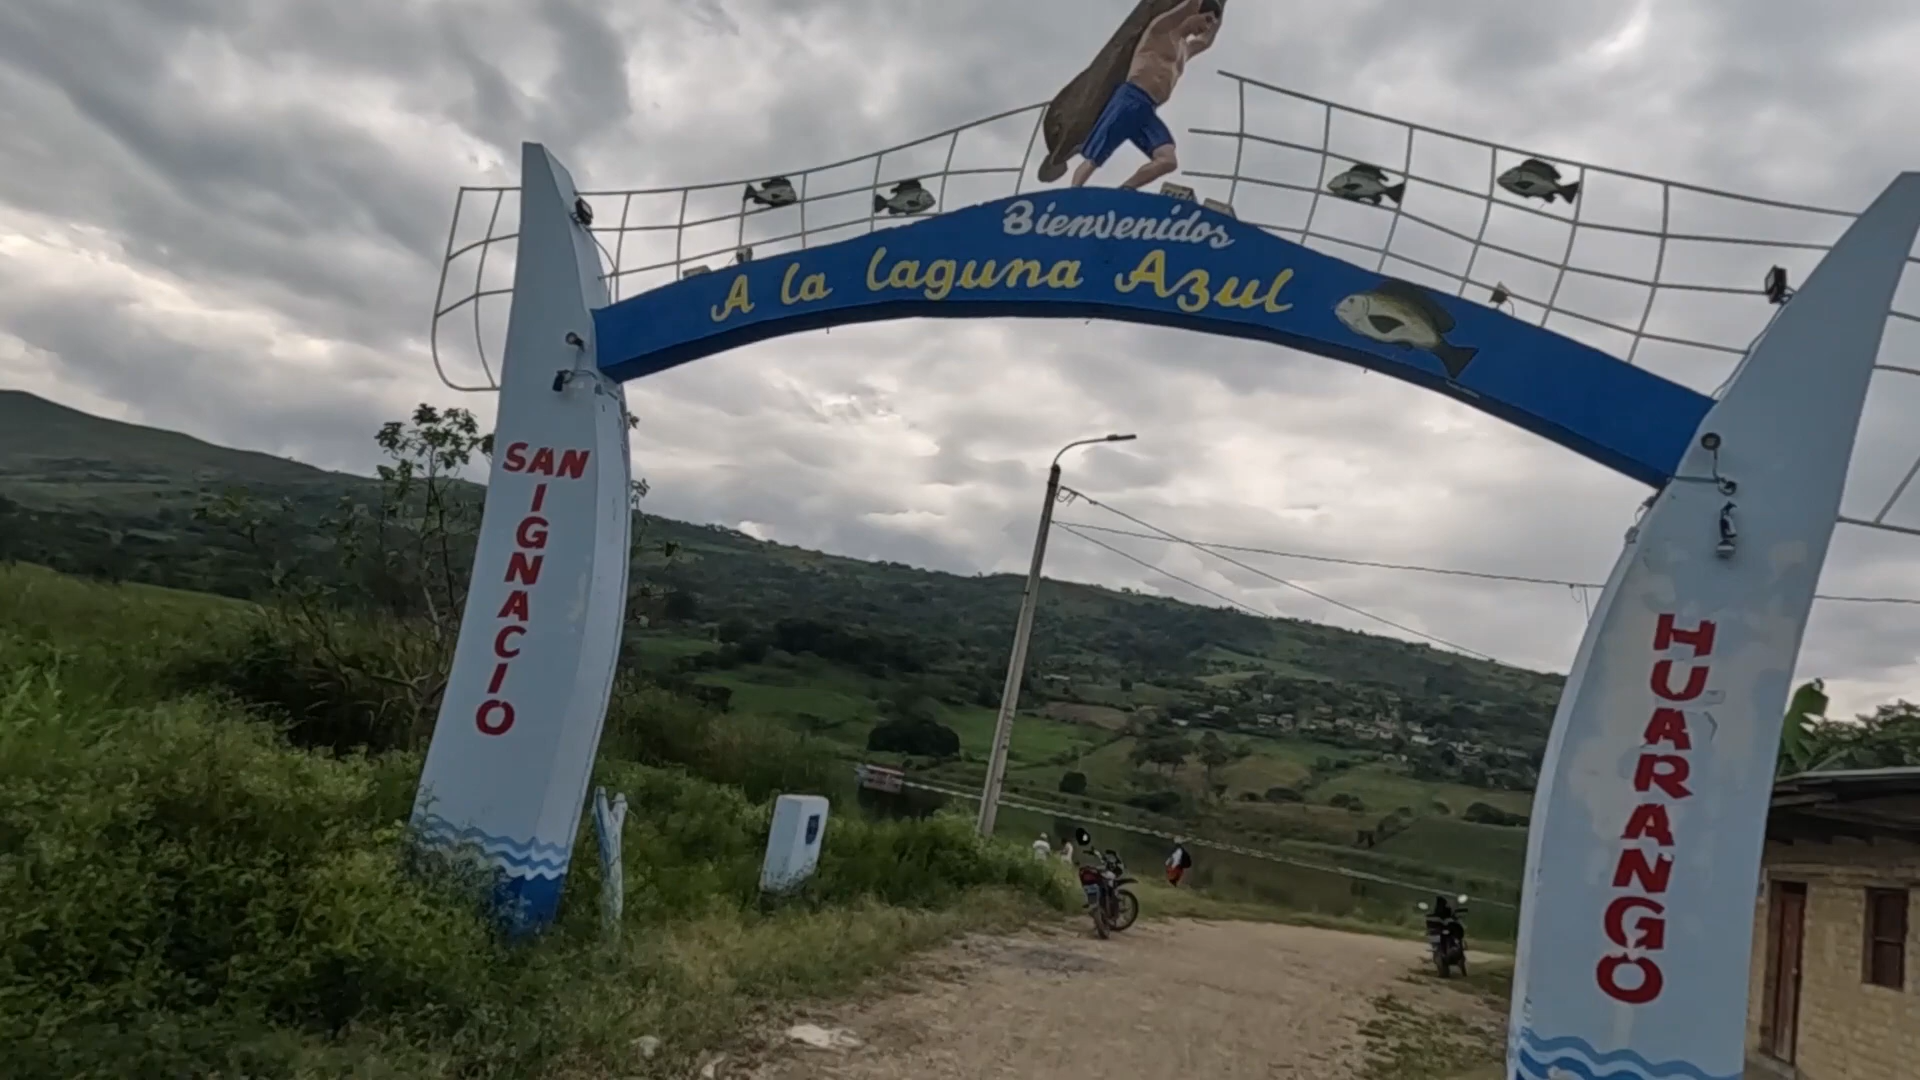 Bienvenidos
A la laguna Azul
SAN
IGNACIO
HUARANGO